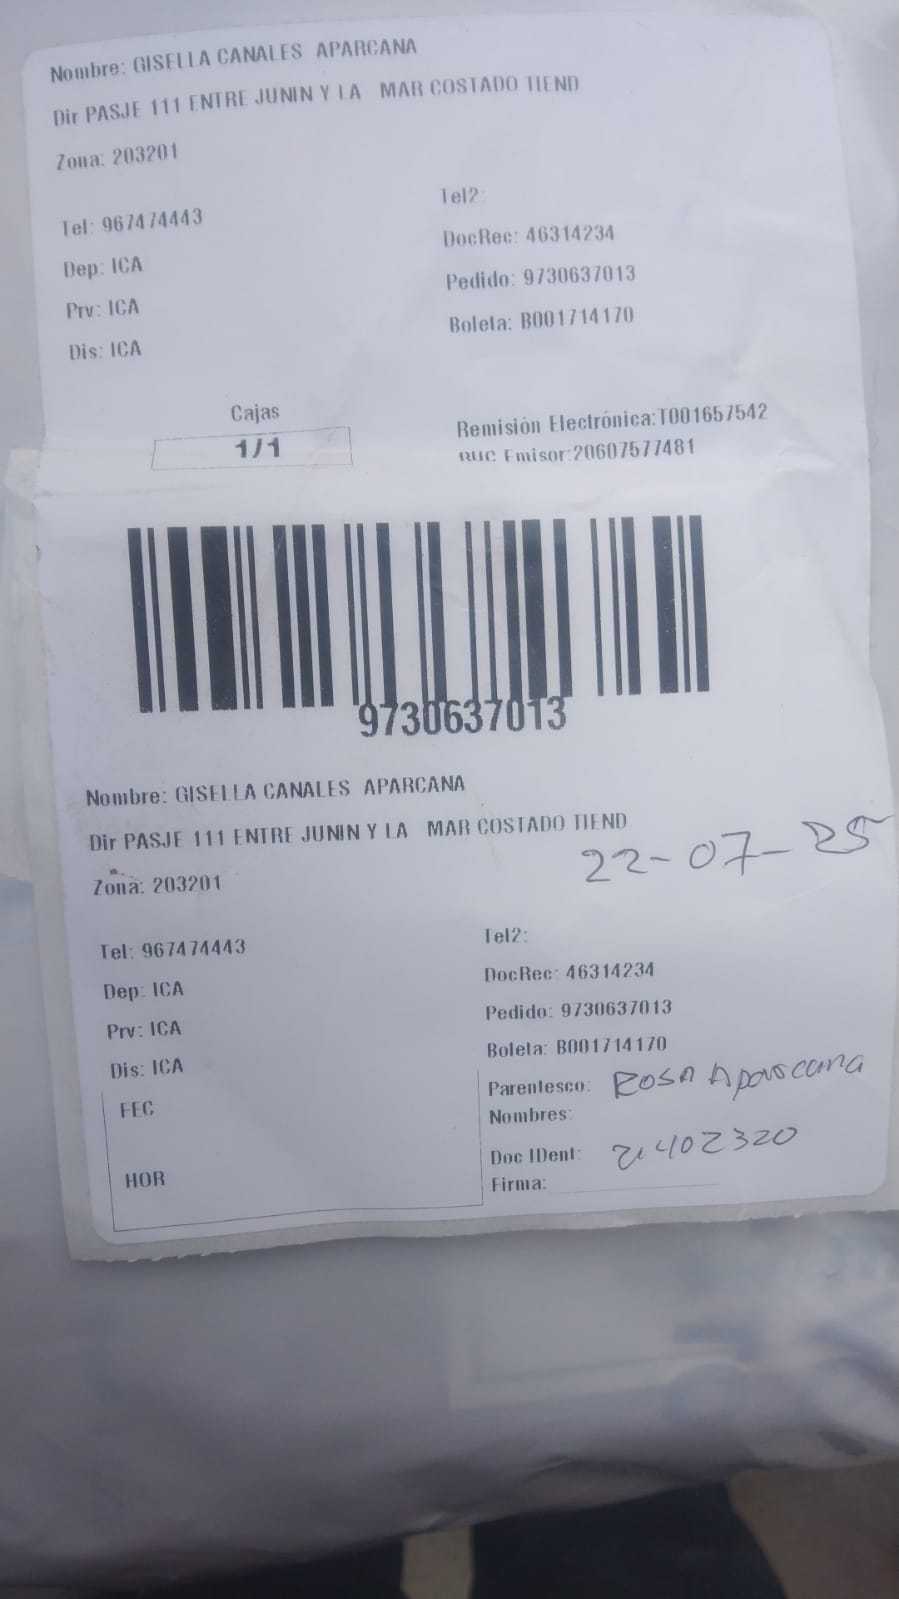 Nombre: GISELLA CANALES APARCANA
Dir PASJE 111 ENTRE JUNIN Y LA MAR COSTADO TIEND
Zona: 203201
Tel2:
Tel: 967474443
DocRec: 46314234
Dep: ICA
Pedido: 9730637013
Prv: ICA
Boleta: B001714170
Dis: ICA
Cajas
1/1
Remisión Electrónica:T001657542
RUC Emisor:20607577481
9730637013
Nombre: GISELLA CANALES APARCANA
Dir PASJE 111 ENTRE JUNIN Y LA MAR COSTADO TIEND
22-07-25
Zona: 203201
Tel2:
Tel: 967474443
DocRec: 46314234
Dep: ICA
Pedido: 9730637013
Prv: ICA
Boleta: B001714170
Dis: ICA
Parentesco: ROSA Aparcana
FEC
Nombres:
Doc IDent: 21402320
HOR
Firma: